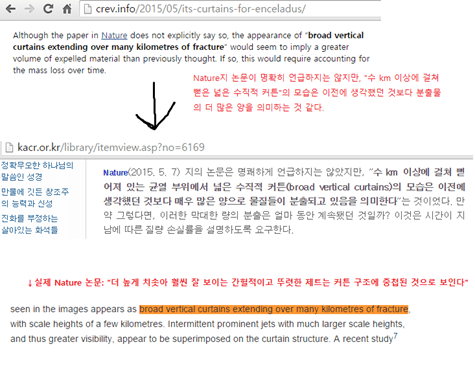 crev.info/2015/05/its-curtains-for-enceladus/
Although the paper in Nature does not explicitly say so, the appearance of "broad vertical
curtains extending over many kilometres of fracture" would seem to imply a greater
volume of expelled material than previously thought. If so, this would require accounting for
the mass loss over time.
Nature지 논문이 명확히 언급하지는 않지만, "수 km 이상에 걸쳐
뻗은 넓은 수직적 커튼"의 모습은 이전에 생각했던 것보다 분출물
의 더 많은 양을 의미하는 것 같다.
kacr.or.kr/library/itemview.asp?no=6169
정확무오한 하나님의
말씀인 성경
만물에 깃든 창조주
의 능력과 신성
진화를 부정하는
살아있는 화석들
Nature(2015. 5. 7) 지의 논문은 명쾌하게 언급하지는 않았지만, "수 km 이상에 걸쳐 뻗
어져 있는 균열 부위에서 넓은 수직적 커튼(broad vertical curtains)의 모습은 이전에
생각했던 것보다 매우 많은 양으로 물질들이 분출되고 있음을 의미한다"는 것이었다. 만
약 그렇다면, 이러한 막대한 량의 분출은 얼마 동안 계속됐던 것일까? 이것은 시간이 지
남에 따른 질량 손실률을 설명하도록 요구한다.
↓실제 Nature 논문: "더 높게 치솟아 훨씬 잘 보이는 간헐적이고 뚜렷한 제트는 커튼 구조에 중첩된 것으로 보인다"
seen in the images appears as broad vertical curtains extending over many kilometres of fracture,
with scale heights of a few kilometres. Intermittent prominent jets with much larger scale heights,
and thus greater visibility, appear to be superimposed on the curtain structure. A recent study7